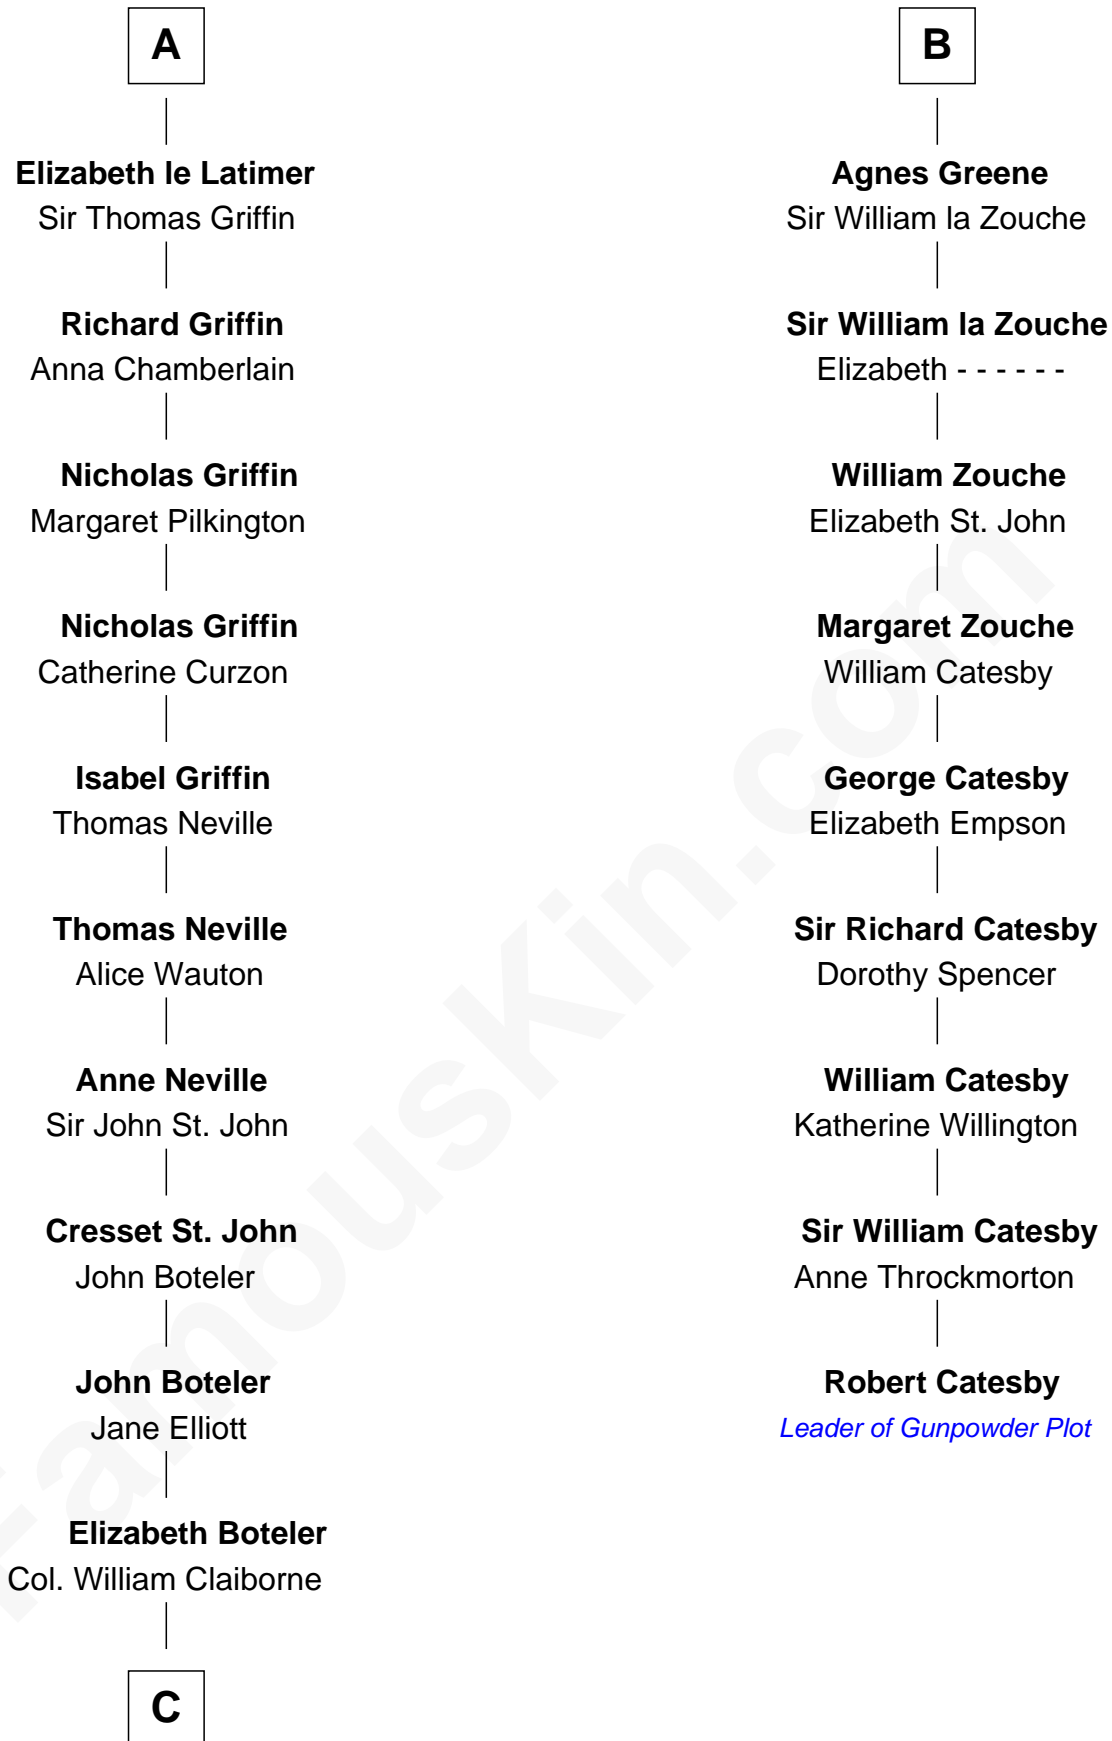 A
Elizabeth le Latimer
Sir Thomas Griffin
Richard Griffin
Anna Chamberlain
Nicholas Griffin
Margaret Pilkington
Nicholas Griffin
Catherine Curzon
Isabel Griffin
Thomas Neville
Thomas Neville
Alice Wauton
Anne Neville
Sir John St. John
Cresset St. John
John Boteler
John Boteler
Jane Elliott
Elizabeth Boteler
Col. William Claiborne
C
B
Agnes Greene
Sir William la Zouche
Sir William la Zouche
Elizabeth - - - - - -
William Zouche
Elizabeth St. John
Margaret Zouche
William Catesby
George Catesby
Elizabeth Empson
Sir Richard Catesby
Dorothy Spencer
William Catesby
Katherine Willington
Sir William Catesby
Anne Throckmorton
Robert Catesby
Leader of Gunpowder Plot
FamousKin.com